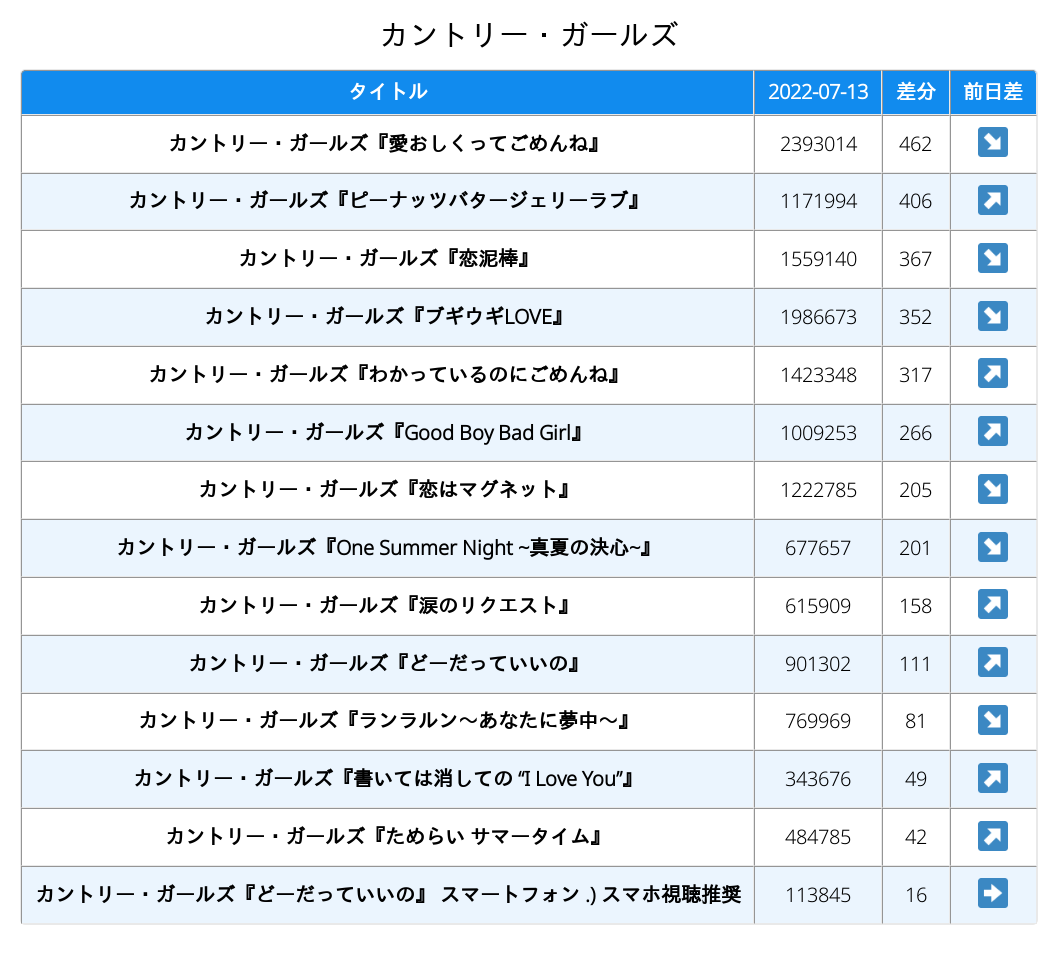 カントリー・ガールズ
タイトル 2022-07-13 差分 前日差
カントリー・ガールズ『愛おしくってごめんね』 2393014 462 ↘
カントリー・ガールズ『ピーナッツバタージェリーラブ』 1171994 406 ↗
カントリー・ガールズ『恋泥棒』 1559140 367 ↘
カントリー・ガールズ『ブギウギLOVE』 1986673 352 ↘
カントリー・ガールズ『わかっているのにごめんね』 1423348 317 ↗
カントリー・ガールズ『Good Boy Bad Girl』 1009253 266 ↗
カントリー・ガールズ『恋はマグネット』 1222785 205 ↘
カントリー・ガールズ『One Summer Night ~真夏の決心~』 677657 201 ↘
カントリー・ガールズ『涙のリクエスト』 615909 158 ↗
カントリー・ガールズ『どーだっていいの』 901302 111 ↗
カントリー・ガールズ『ランラルン～あなたに夢中～』 769969 81 ↘
カントリー・ガールズ『書いては消しての “I Love You”』 343676 49 ↗
カントリー・ガールズ『ためらい サマータイム』 484785 42 ↗
カントリー・ガールズ『どーだっていいの』 スマートフォン .) スマホ視聴推奨 113845 16 ➡